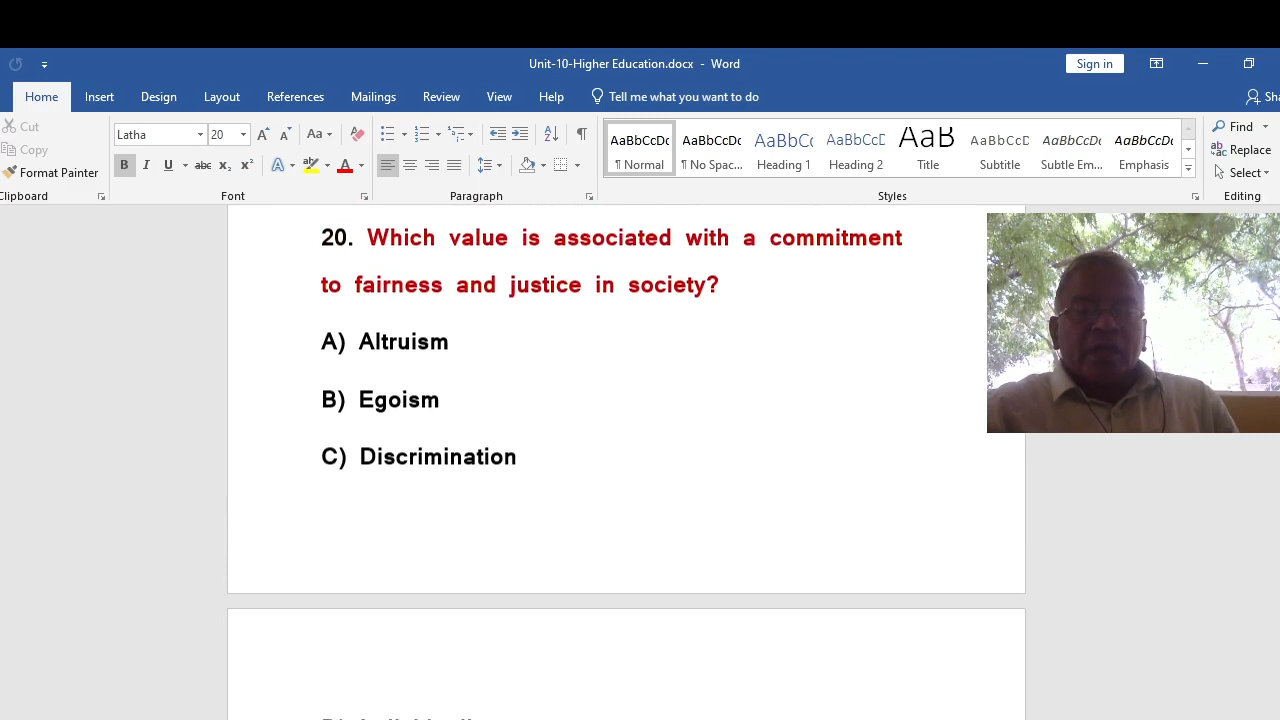 Unit-10-Higher Education.docx - Word
Sign in
Home Insert Design Layout References Mailings Review View Help Tell me what you want to do
Cut
Copy
Format Painter
Clipboard
Latha 20
Font
Paragraph
AaBbCcDc AaBbCcDc AaBbC AaBbCcD AaB AaBbCcD AaBbCcDc AaBbCcDc
¶ Normal ¶ No Spac... Heading 1 Heading 2 Title Subtitle Subtle Em... Emphasis
Styles
Find
Replace
Select
Editing
20. Which value is associated with a commitment
to fairness and justice in society?
A) Altruism
B) Egoism
C) Discrimination